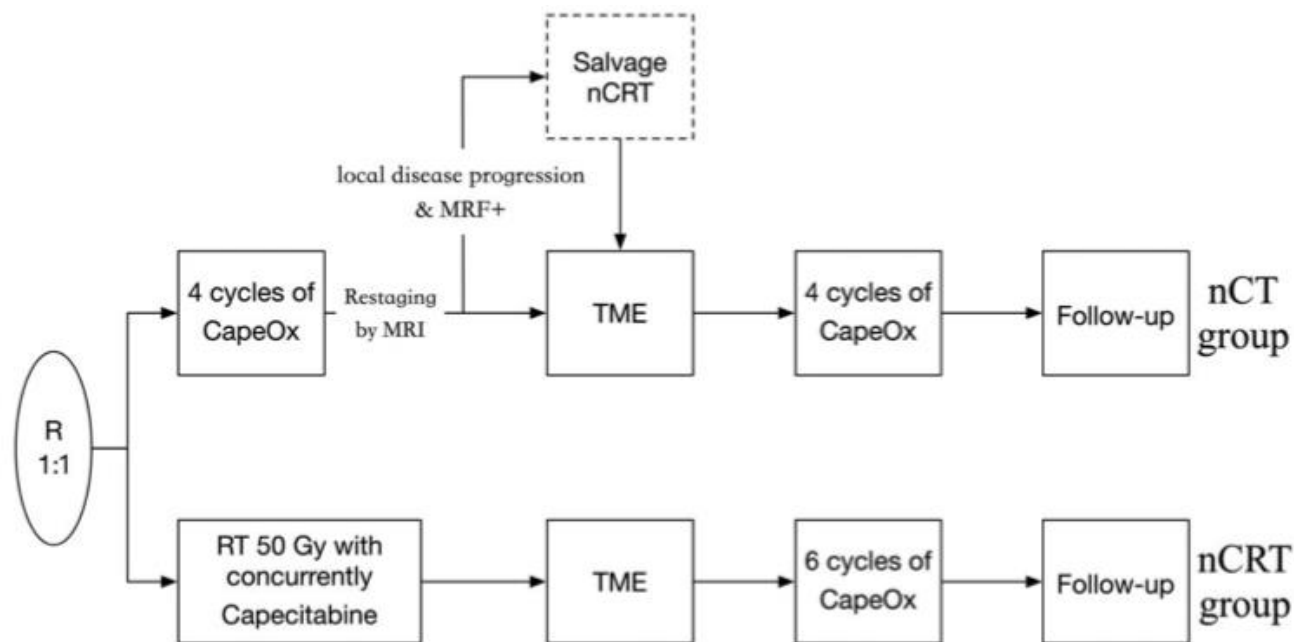 Salvage
nCRT
local disease progression
& MRF+
4 cycles of
CapeOx
Restaging
by MRI
TME
4 cycles of
CapeOx
Follow-up
nCT
group
R
1:1
RT 50 Gy with
concurrently
Capecitabine
TME
6 cycles of
CapeOx
Follow-up
nCRT
group